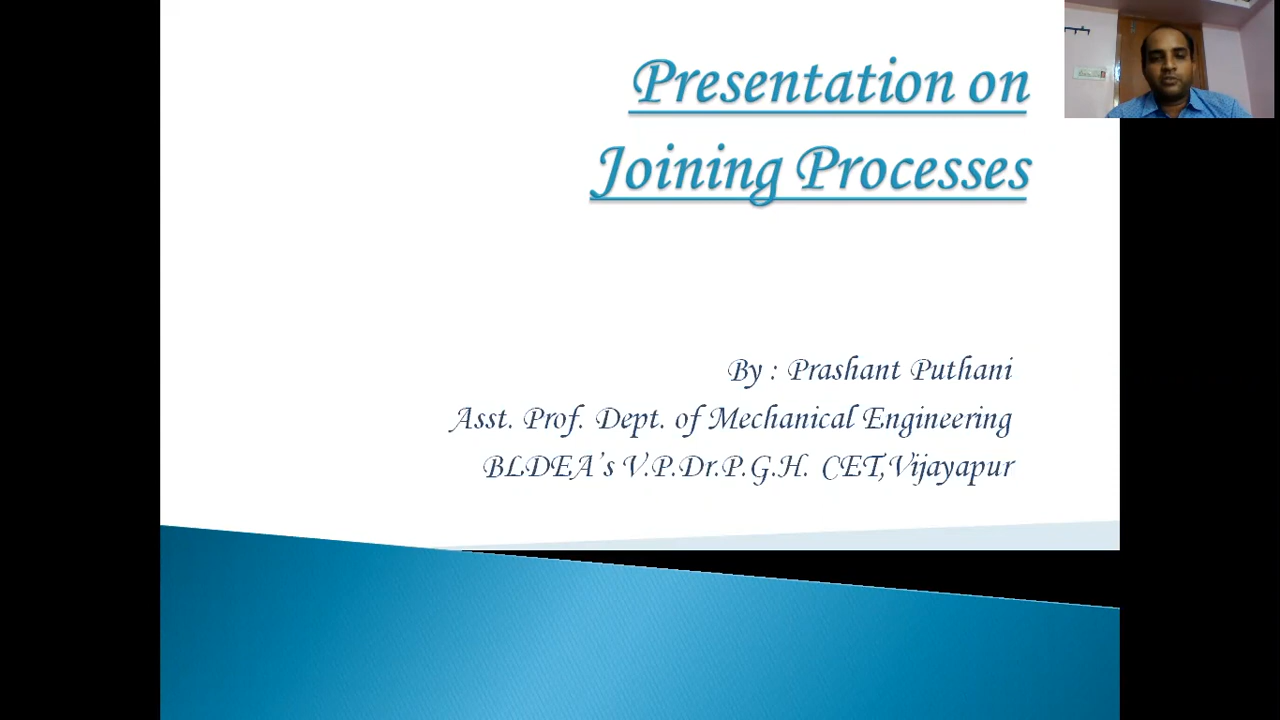 Presentation on
Joining Processes
By : Prashant Puthani
Asst. Prof. Dept. of Mechanical Engineering
BLDEA's V.P.Dr.P.G.H. CET,Vijayapur